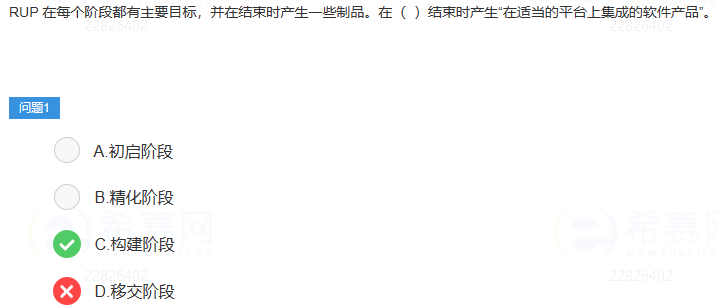 RUP 在每个阶段都有主要目标，并在结束时产生一些制品。在（ ）结束时产生“在适当的平台上集成的软件产品”。
22826402
22826402
问题1
A.初启阶段
B.精化阶段
希赛网
希赛网
C.构建阶段
WWW.EDUCITY.CN
22826402
22826402
D.移交阶段